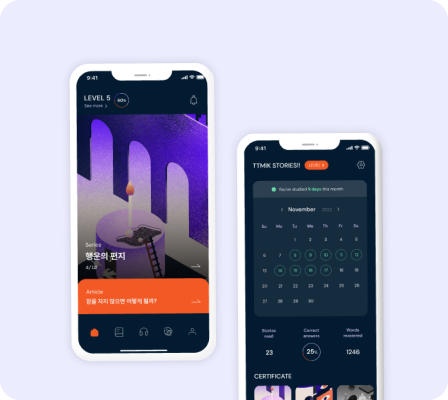 9:41
LEVEL 5
See more >
60%
Series
행운의 편지
4/12
Article
잠을 자지 않으면 어떻게 될까?
9:41
TTMIK STORIES!!
LEVEL 4
You've studied 9 days this month
< November 2022 >
Su Mo Tu We Th Fr Sa
1 2 3 4 5
6 7 8 9 10 11 12
13 14 15 16 17 18 19
20 21 22 23 24 25 26
27 28 29 30
Stories read
Correct answers
Words mastered
23
25%
1246
CERTIFICATE